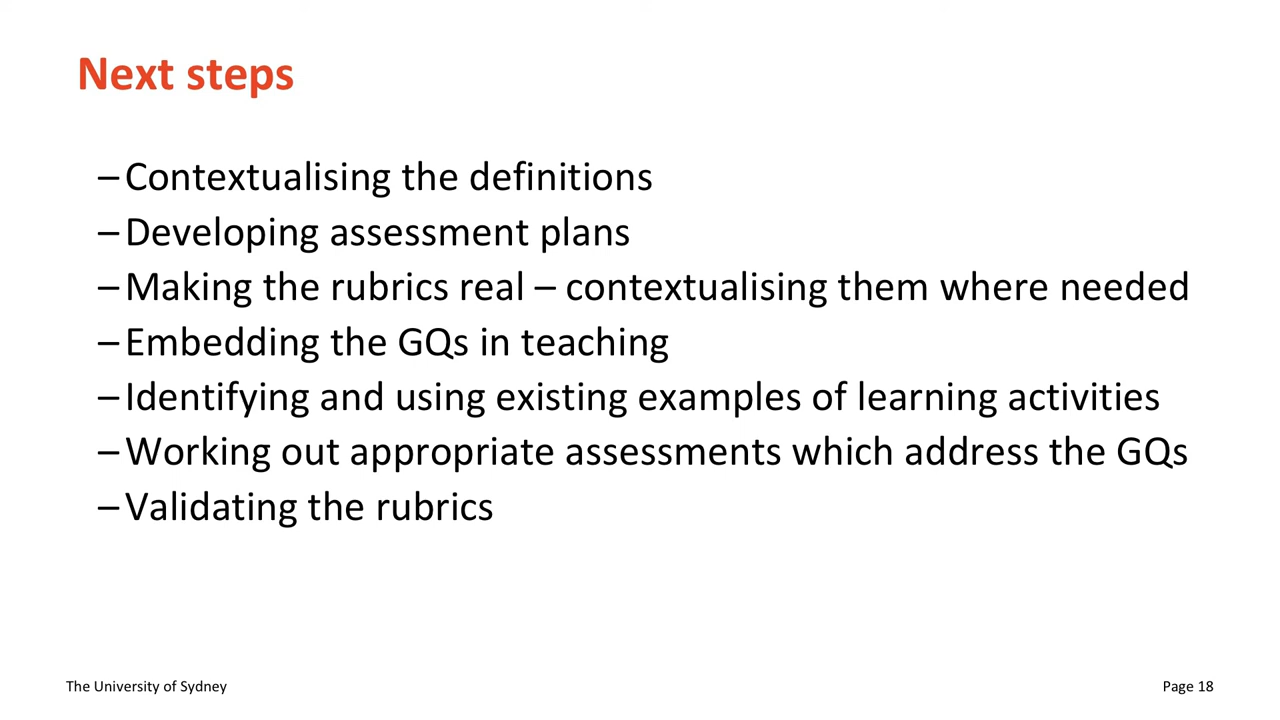 Next steps
– Contextualising the definitions
– Developing assessment plans
– Making the rubrics real – contextualising them where needed
– Embedding the GQs in teaching
– Identifying and using existing examples of learning activities
– Working out appropriate assessments which address the GQs
– Validating the rubrics
The University of Sydney
Page 18